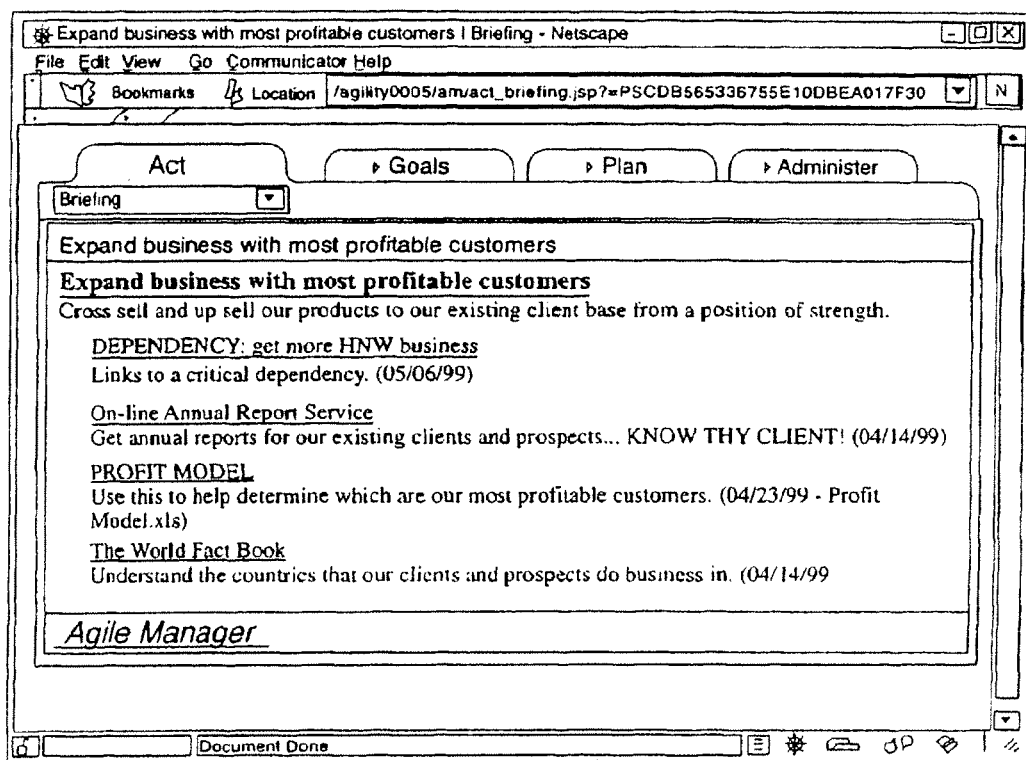 Expand business with most profitable customers | Briefing - Netscape
File Edit View Go Communicator Help
Bookmarks Location /agility0005/am/act_briefing.jsp?=PSCDB565336755E10DBEA017F30 N
Act Goals Plan Administer
Briefing
Expand business with most profitable customers
Expand business with most profitable customers
Cross sell and up sell our products to our existing client base from a position of strength.
DEPENDENCY: get more HNW business
Links to a critical dependency. (05/06/99)
On-line Annual Report Service
Get annual reports for our existing clients and prospects... KNOW THY CLIENT! (04/14/99)
PROFIT MODEL
Use this to help determine which are our most profitable customers. (04/23/99 - Profit
Model.xls)
The World Fact Book
Understand the countries that our clients and prospects do business in. (04/14/99
Agile Manager
Document Done